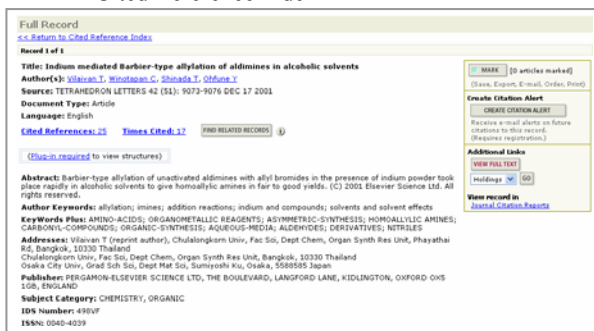 Full Record
<< Return to Cited Reference Index
Record 1 of 1
Title: Indium mediated Barbier-type allylation of aldimines in alcoholic solvents
Author(s): Vilaivan T, Winotapan C, Shinada T, Ohfune Y
Source: TETRAHEDRON LETTERS 42 (51): 9073-9076 DEC 17 2001
Document Type: Article
Language: English
Cited References: 25 Times Cited: 17 FIND RELATED RECORDS
(Plug-in required to view structures)
Abstract: Barbier-type allylation of unactivated aldimines with allyl bromides in the presence of indium powder took
place rapidly in alcoholic solvents to give homoallylic amines in fair to good yields. (C) 2001 Elsevier Science Ltd. All
rights reserved.
Author Keywords: allylation; imines; addition reactions; indium and compounds; solvents and solvent effects
KeyWords Plus: AMINO-ACIDS; ORGANOMETALLIC REAGENTS; ASYMMETRIC-SYNTHESIS; HOMOALLYLIC AMINES;
CARBONYL-COMPOUNDS; ORGANIC-SYNTHESIS; AQUEOUS-MEDIA; ALDEHYDES; DERIVATIVES; NITRILES
Addresses: Vilaivan T (reprint author), Chulalongkorn Univ, Fac Sci, Dept Chem, Organ Synth Res Unit, Phayathai
Rd, Bangkok, 10330 Thailand
Chulalongkorn Univ, Fac Sci, Dept Chem, Organ Synth Res Unit, Bangkok, 10330 Thailand
Osaka City Univ, Grad Sch Sci, Dept Mat Sci, Sumiyoshi Ku, Osaka, 5588585 Japan
Publisher: PERGAMON-ELSEVIER SCIENCE LTD, THE BOULEVARD, LANGFORD LANE, KIDLINGTON, OXFORD OX5
1GB, ENGLAND
Subject Category: CHEMISTRY, ORGANIC
IDS Number: 498VF
ISSN: 0040-4039
MARK [0 articles marked]
(Save, Export, E-mail, Order, Print)
Create Citation Alert
CREATE CITATION ALERT
Receive e-mail alerts on future
citations to this record.
(Requires registration.)
Additional Links
VIEW FULL TEXT
Holdings GO
View record in
Journal Citation Reports